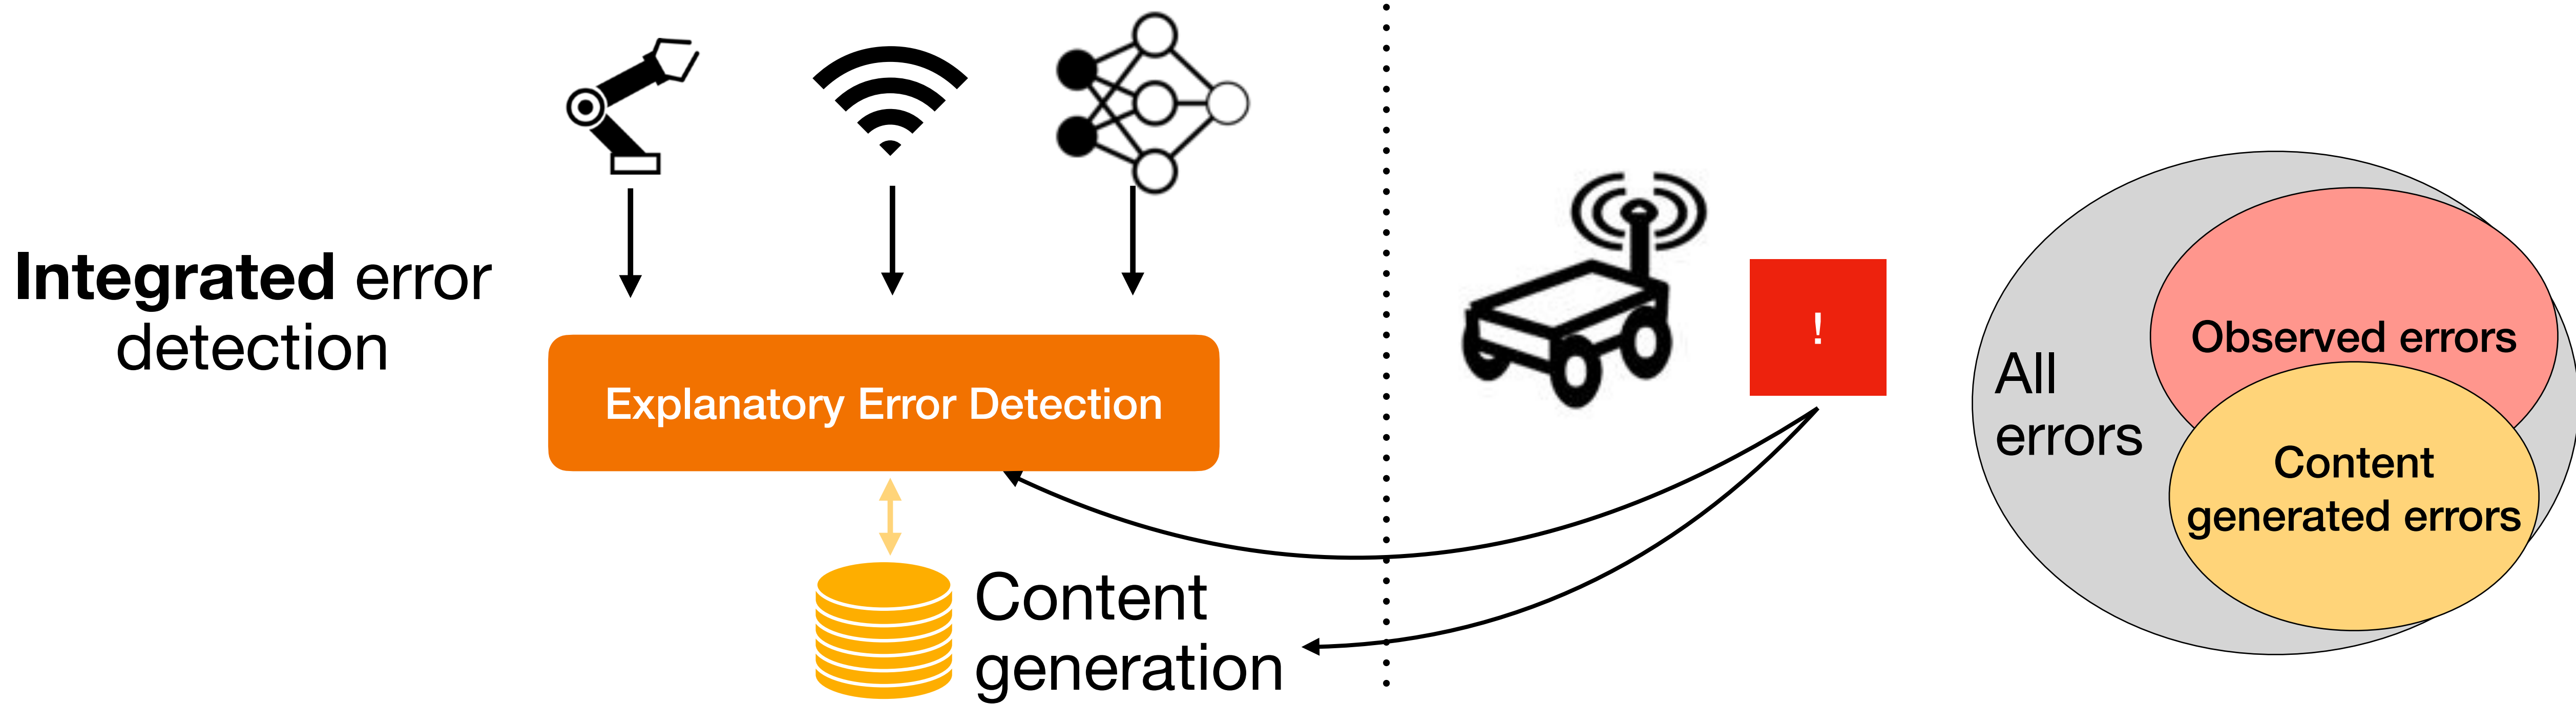 Integrated error
detection
Explanatory Error Detection
Content
generation
!
All
errors
Observed errors
Content
generated errors